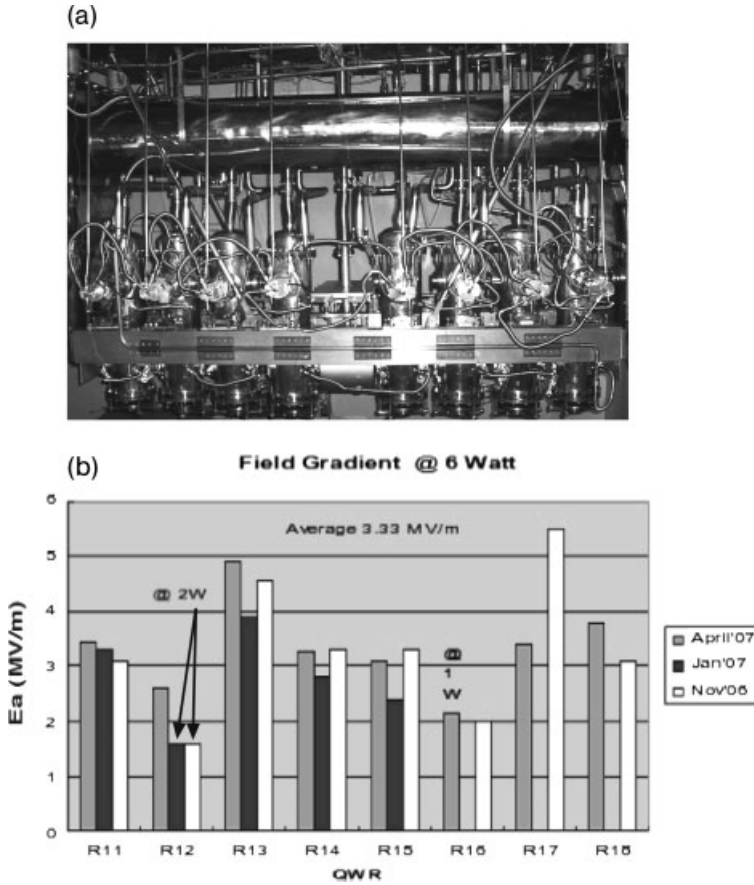 (a)
(b)
Field Gradient @ 6 Watt
Average 3.33 MV/m
@ 2W
@
1
W
Ea (MV/m)
6
5
4
3
2
1
0
R11 R12 R13 R14 R15 R16 R17 R18
QWR
April'07
Jan'07
Nov'06